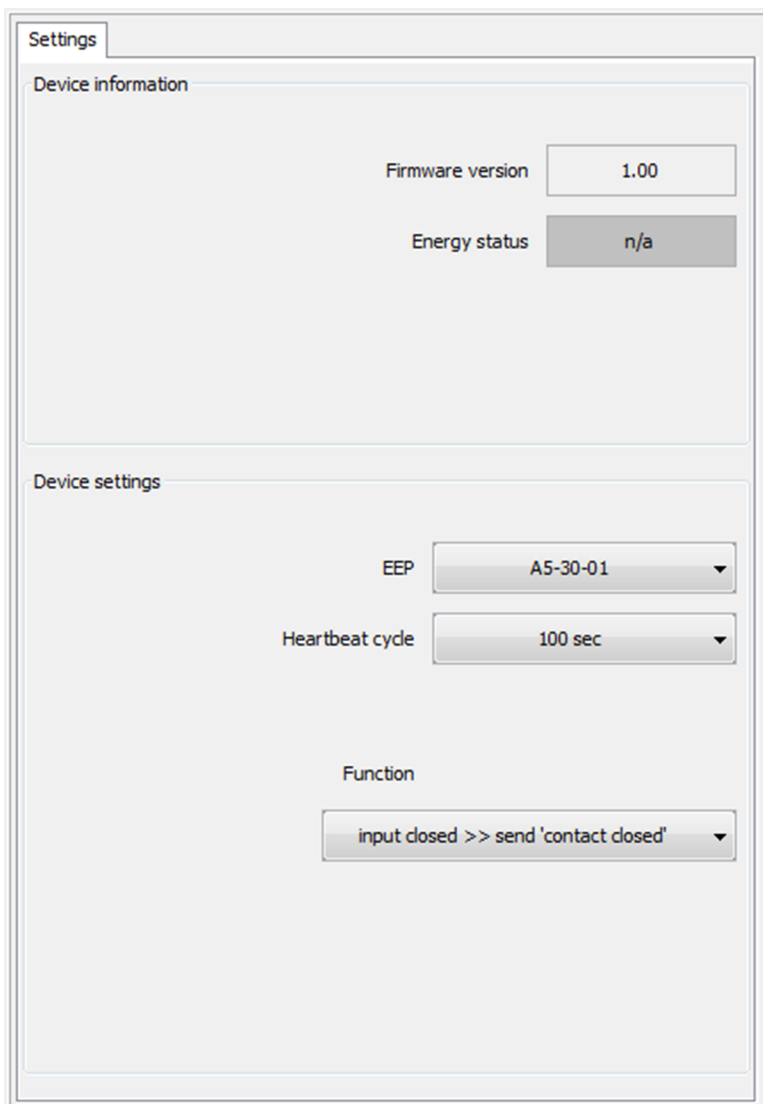 Settings
Device information
Firmware version 1.00
Energy status n/a
Device settings
EEP A5-30-01
Heartbeat cycle 100 sec
Function
input closed >> send 'contact closed'